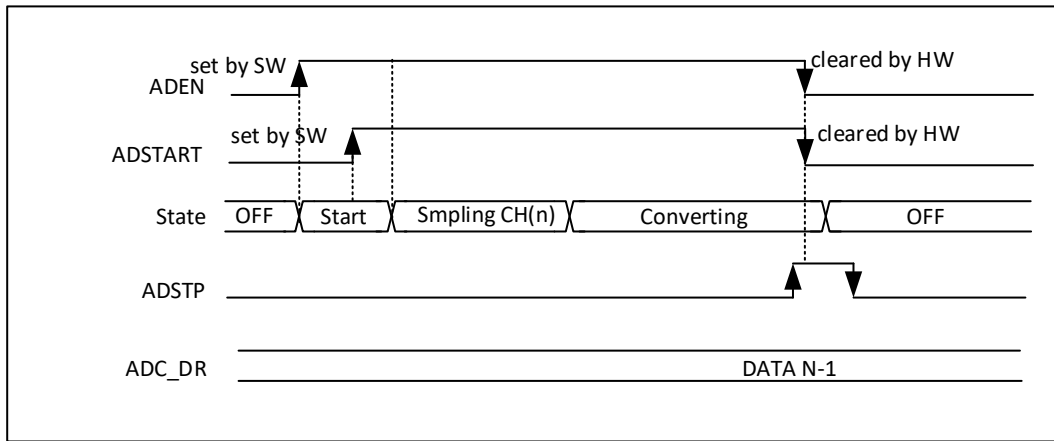 set by SW cleared by HW
ADEN
set by SW cleared by HW
ADSTART
State OFF Start Smpling CH(n) Converting OFF
ADSTP
ADC_DR DATA N-1